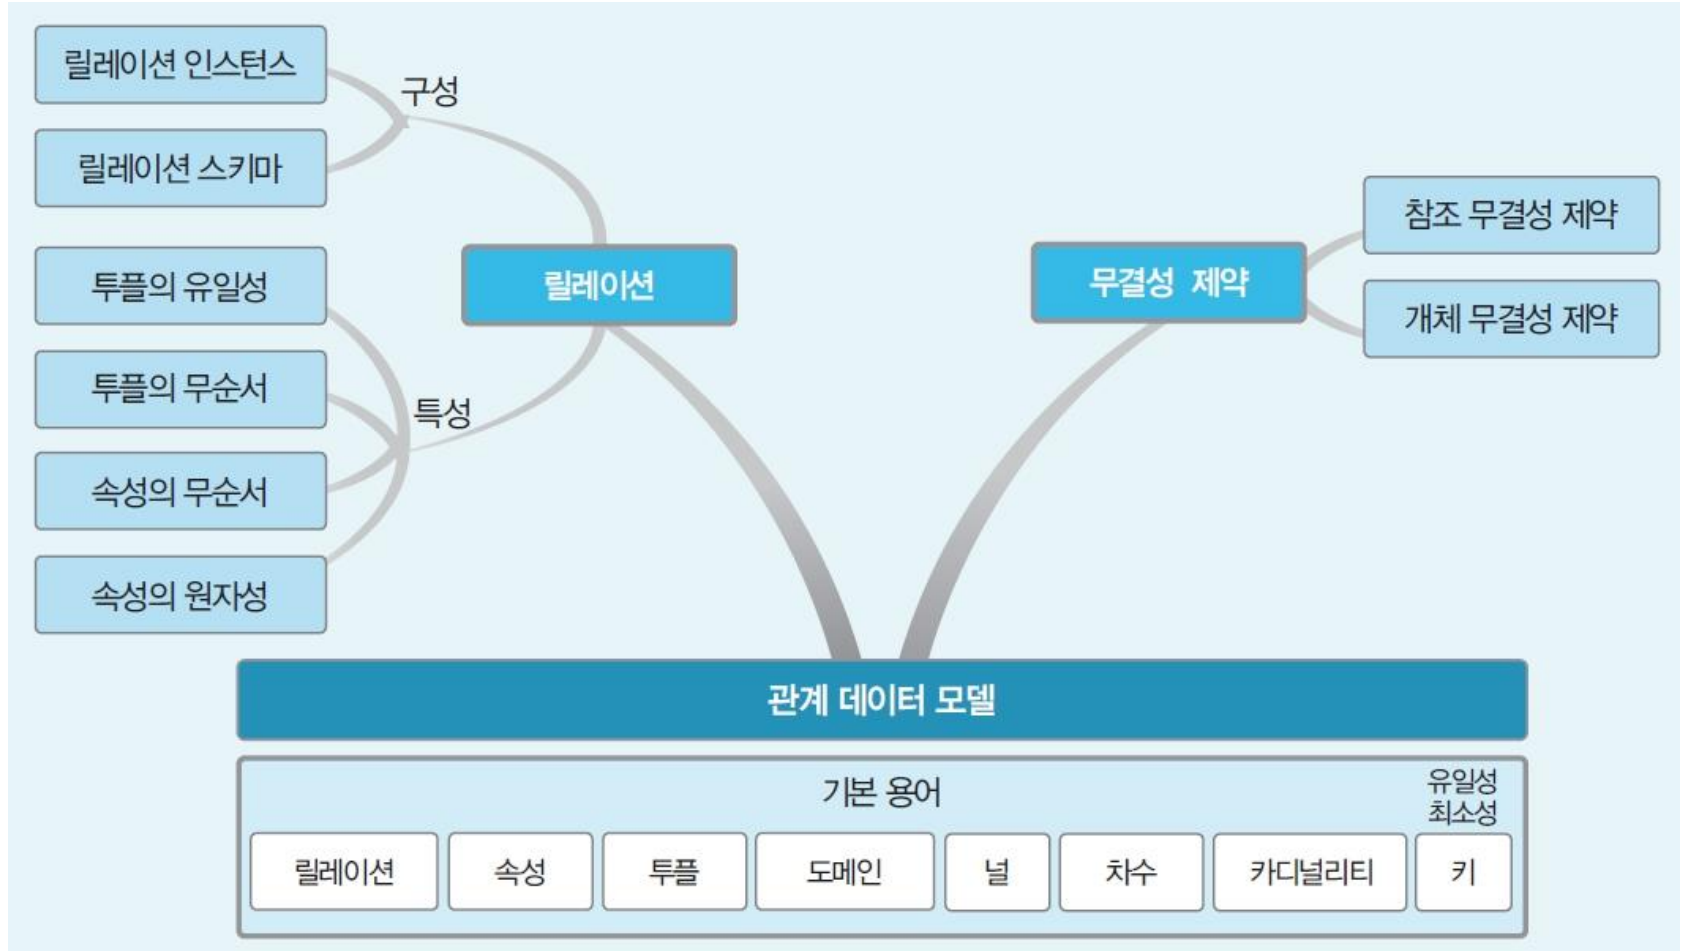 릴레이션 인스턴스
구성
릴레이션 스키마
참조 무결성 제약
투플의 유일성
릴레이션
무결성 제약
개체 무결성 제약
투플의 무순서
특성
속성의 무순서
속성의 원자성
관계 데이터 모델
기본 용어
유일성
최소성
릴레이션
속성
투플
도메인
널
차수
카디널리티
키